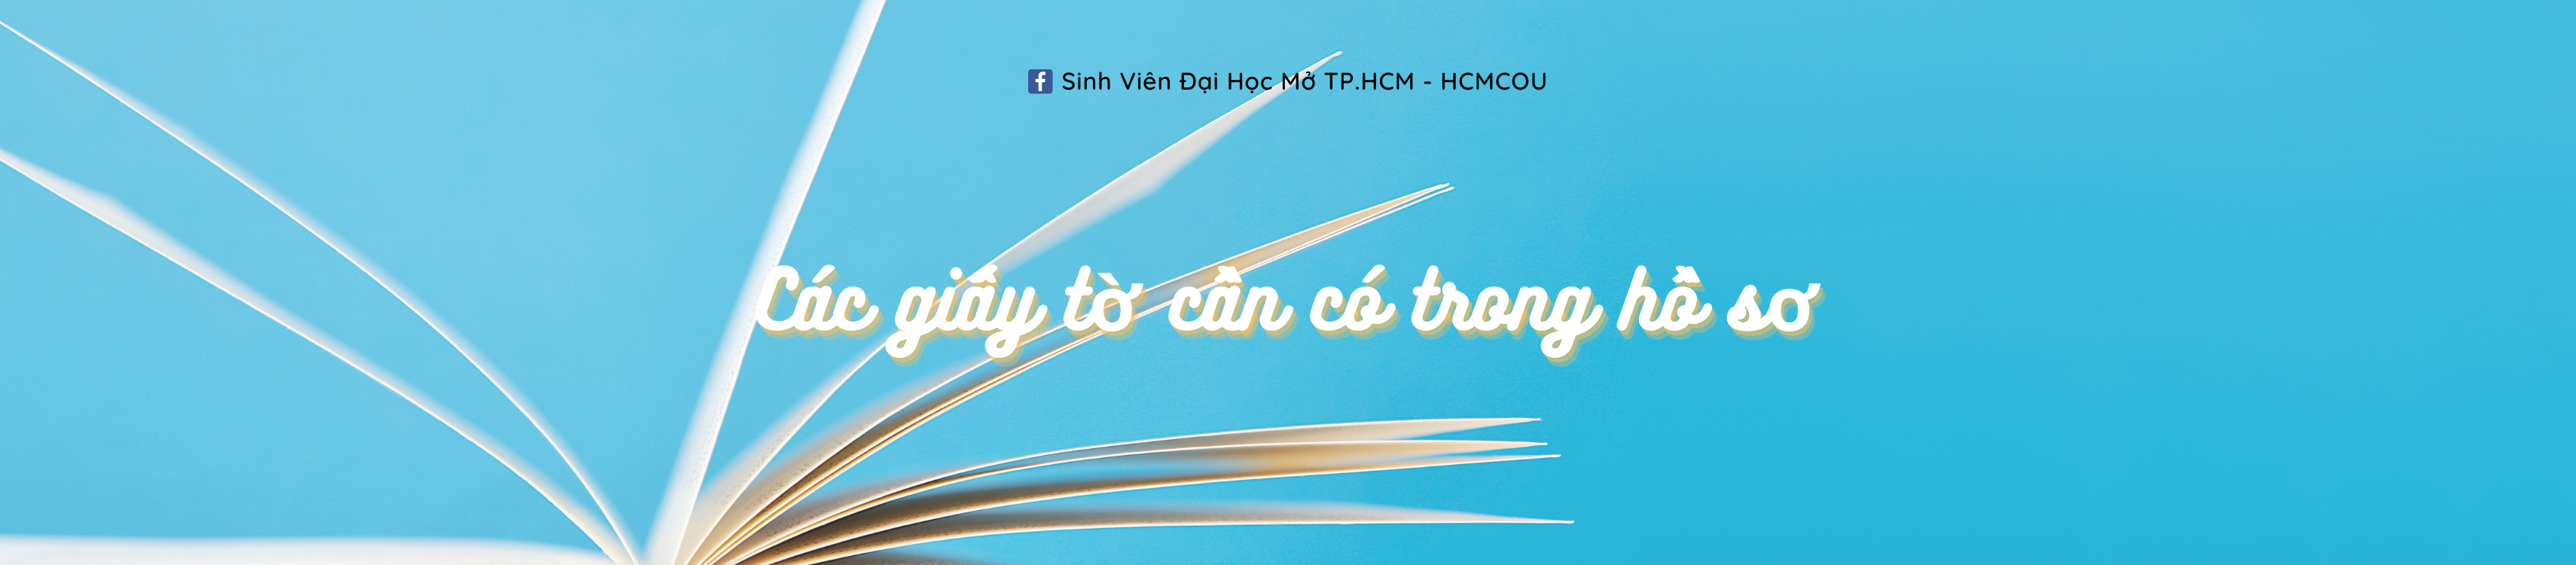 Sinh Viên Đại Học Mở TP.HCM - HCMCOU
Các giấy tờ cần có trong hồ sơ